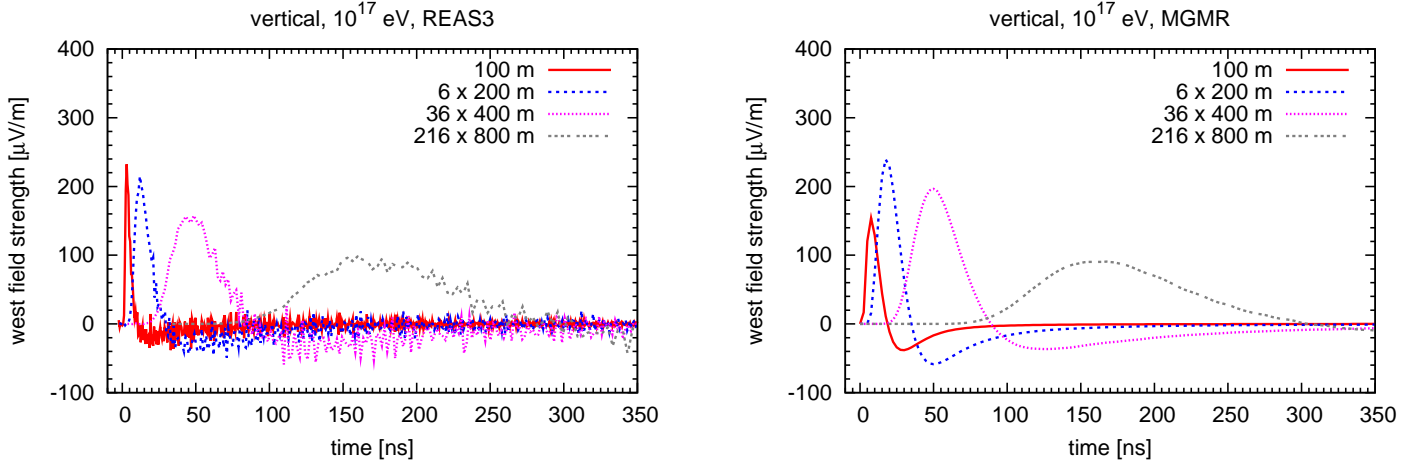 vertical, 10^17 eV, REAS3
400
300
200
100
0
-100
west field strength [μV/m]
100 m
6 x 200 m
36 x 400 m
216 x 800 m
0 50 100 150 200 250 300 350
time [ns]
vertical, 10^17 eV, MGMR
400
300
200
100
0
-100
west field strength [μV/m]
100 m
6 x 200 m
36 x 400 m
216 x 800 m
0 50 100 150 200 250 300 350
time [ns]